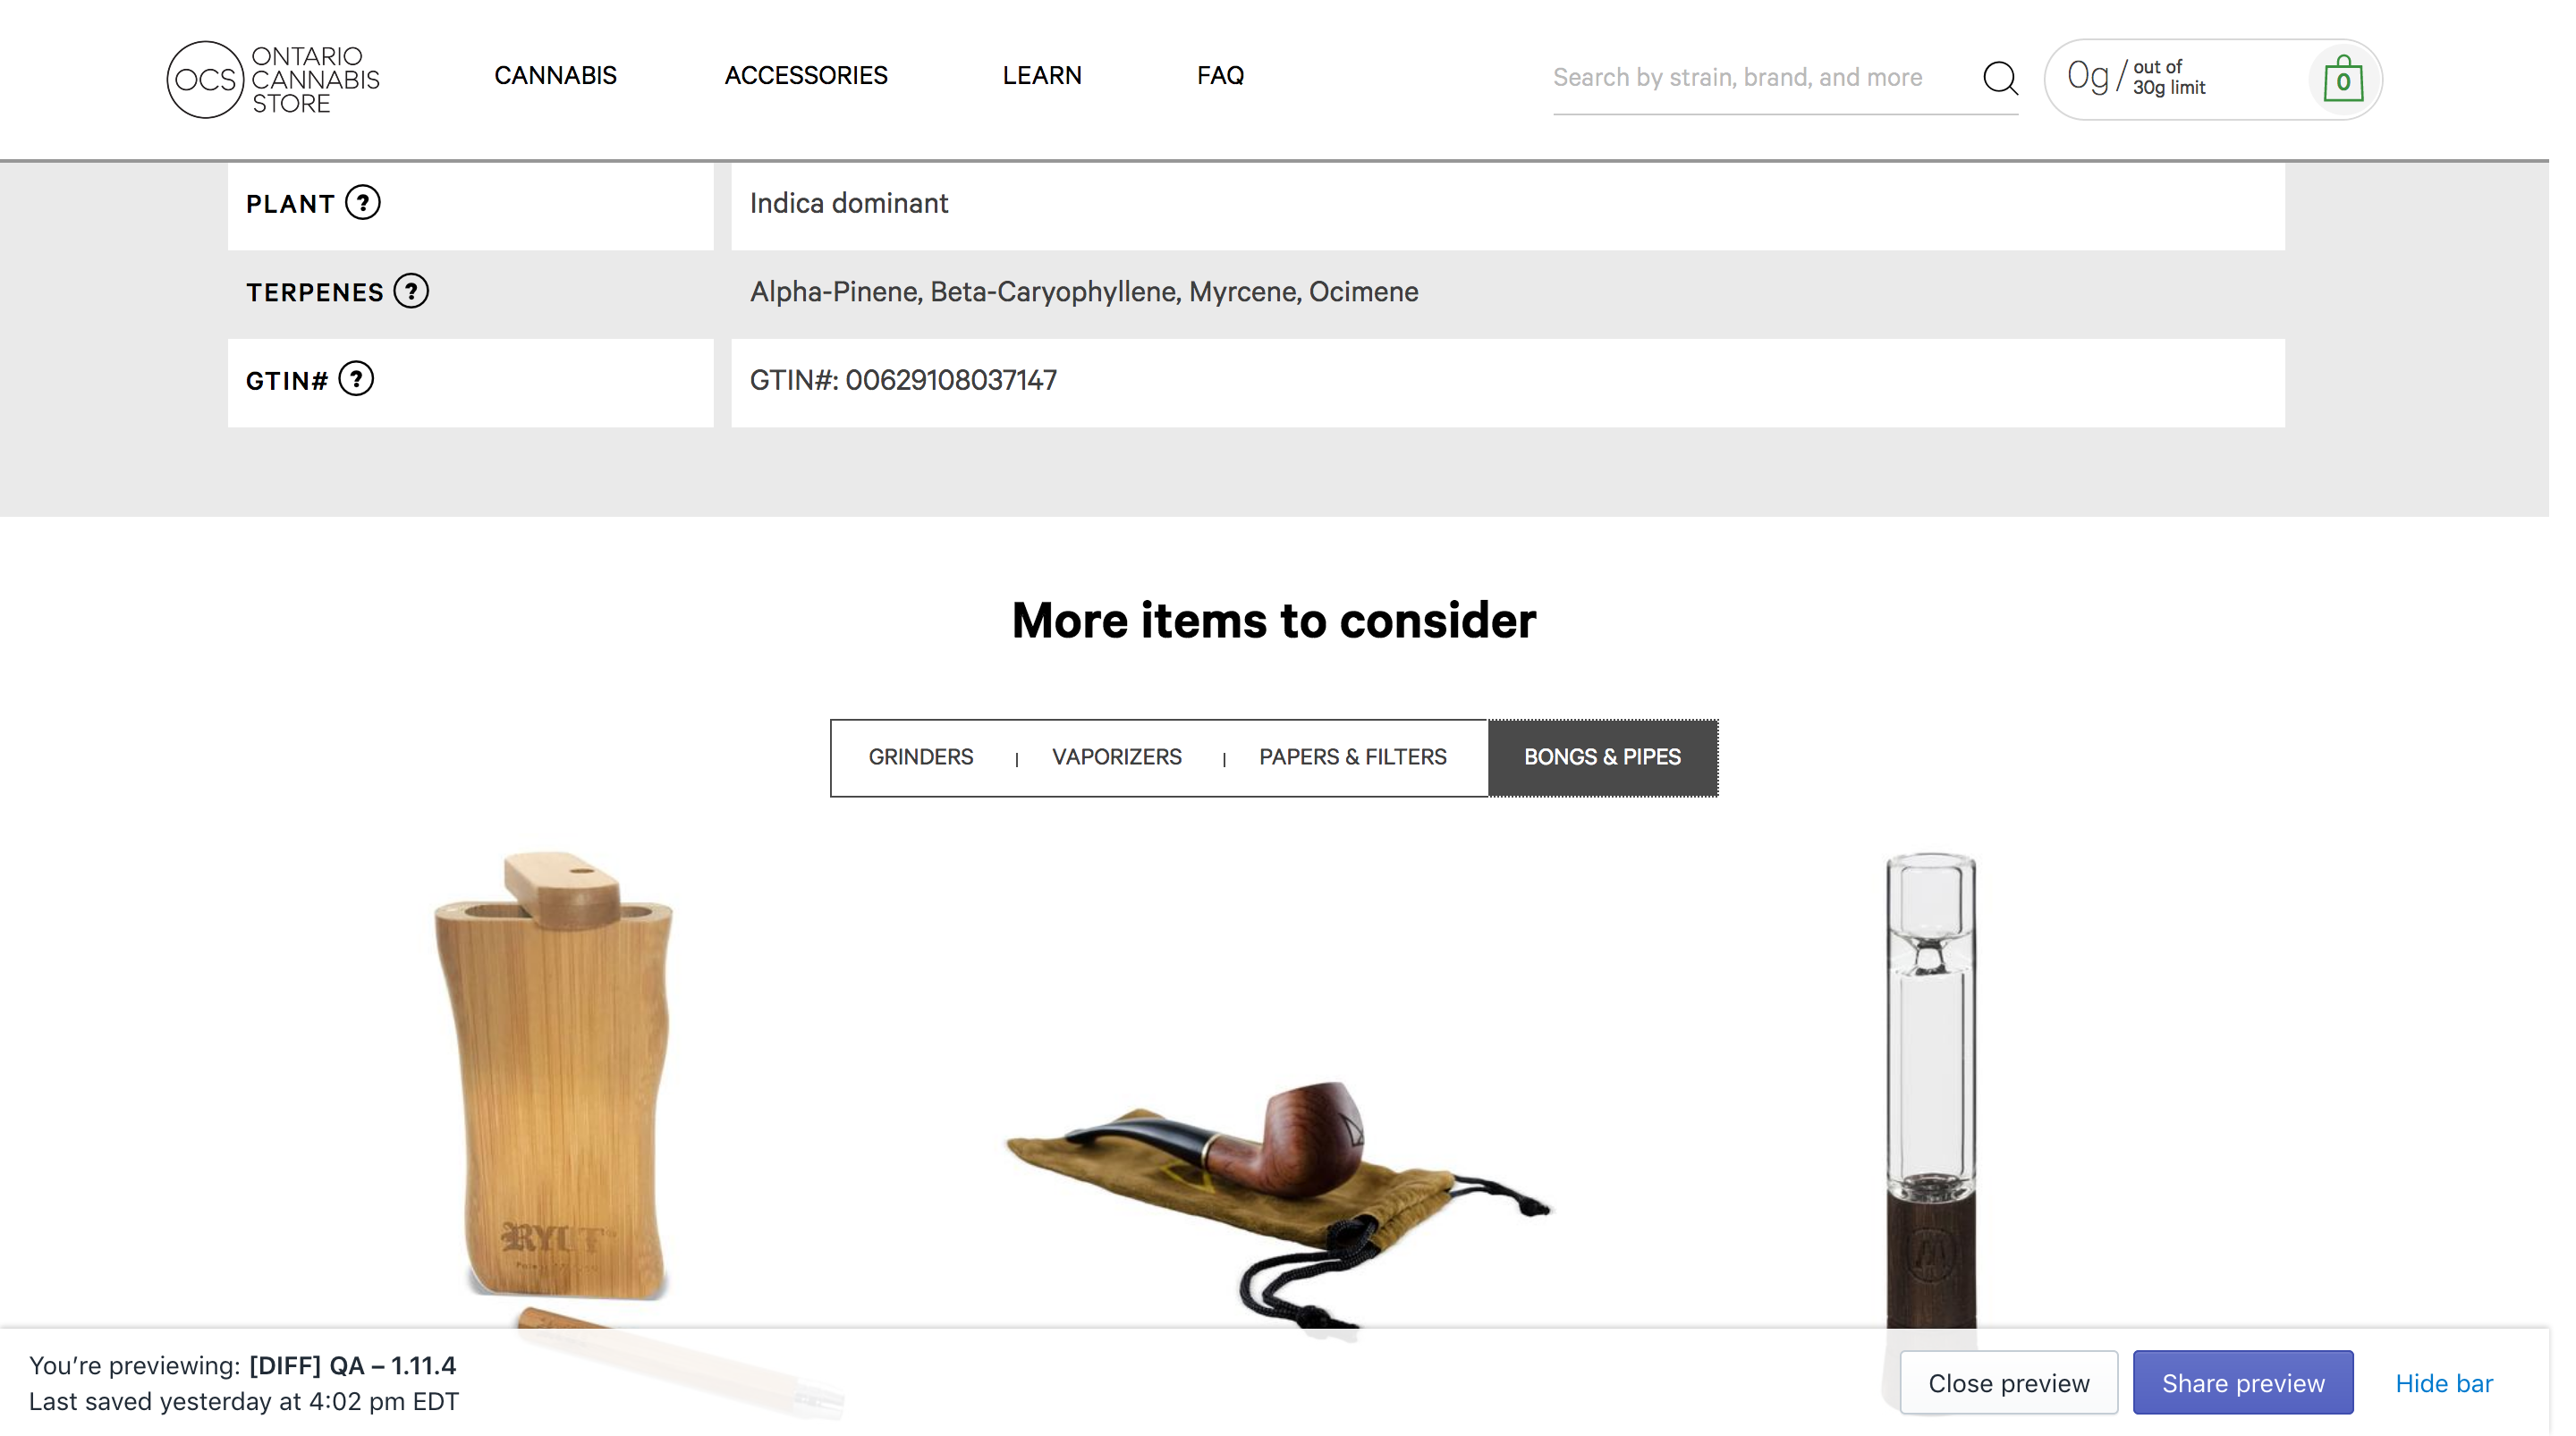 OCS
ONTARIO
CANNABIS
STORE
CANNABIS
ACCESSORIES
LEARN
FAQ
Search by strain, brand, and more
0g / out of
30g limit
0
PLANT ?
Indica dominant
TERPENES ?
Alpha-Pinene, Beta-Caryophyllene, Myrcene, Ocimene
GTIN# ?
GTIN#: 00629108037147
More items to consider
GRINDERS
VAPORIZERS
PAPERS & FILTERS
BONGS & PIPES
RYOT
You’re previewing: [DIFF] QA – 1.11.4
Last saved yesterday at 4:02 pm EDT
Close preview
Share preview
Hide bar